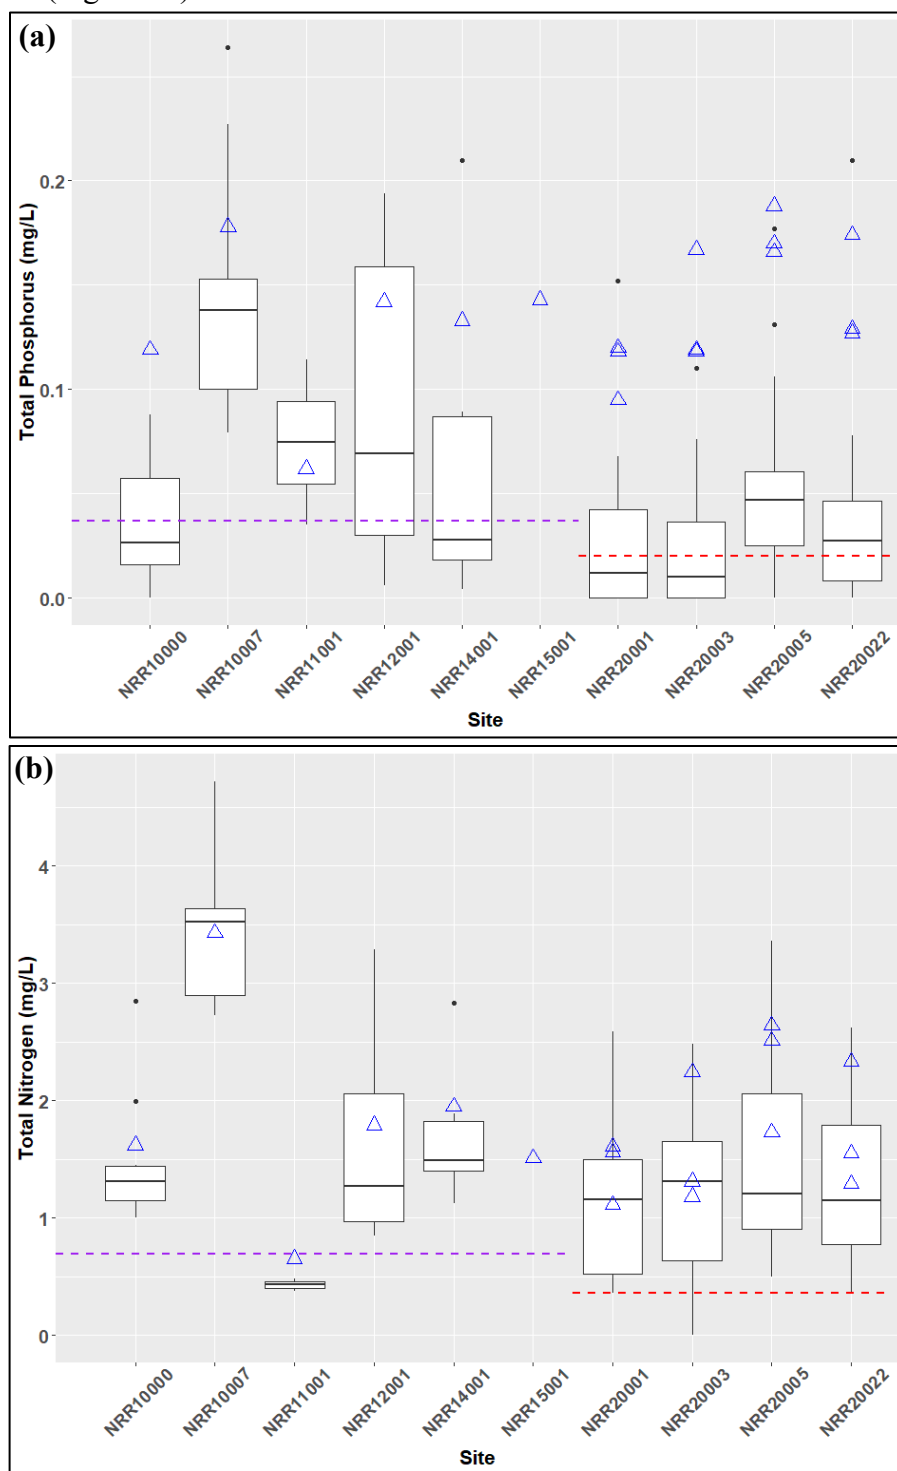 (a)
Total Phosphorus (mg/L)
0.2
0.1
0.0
NRR10000
NRR10007
NRR11001
NRR12001
NRR14001
NRR15001
NRR20001
NRR20003
NRR20005
NRR20022
Site
(b)
Total Nitrogen (mg/L)
4
3
2
1
0
NRR10000
NRR10007
NRR11001
NRR12001
NRR14001
NRR15001
NRR20001
NRR20003
NRR20005
NRR20022
Site